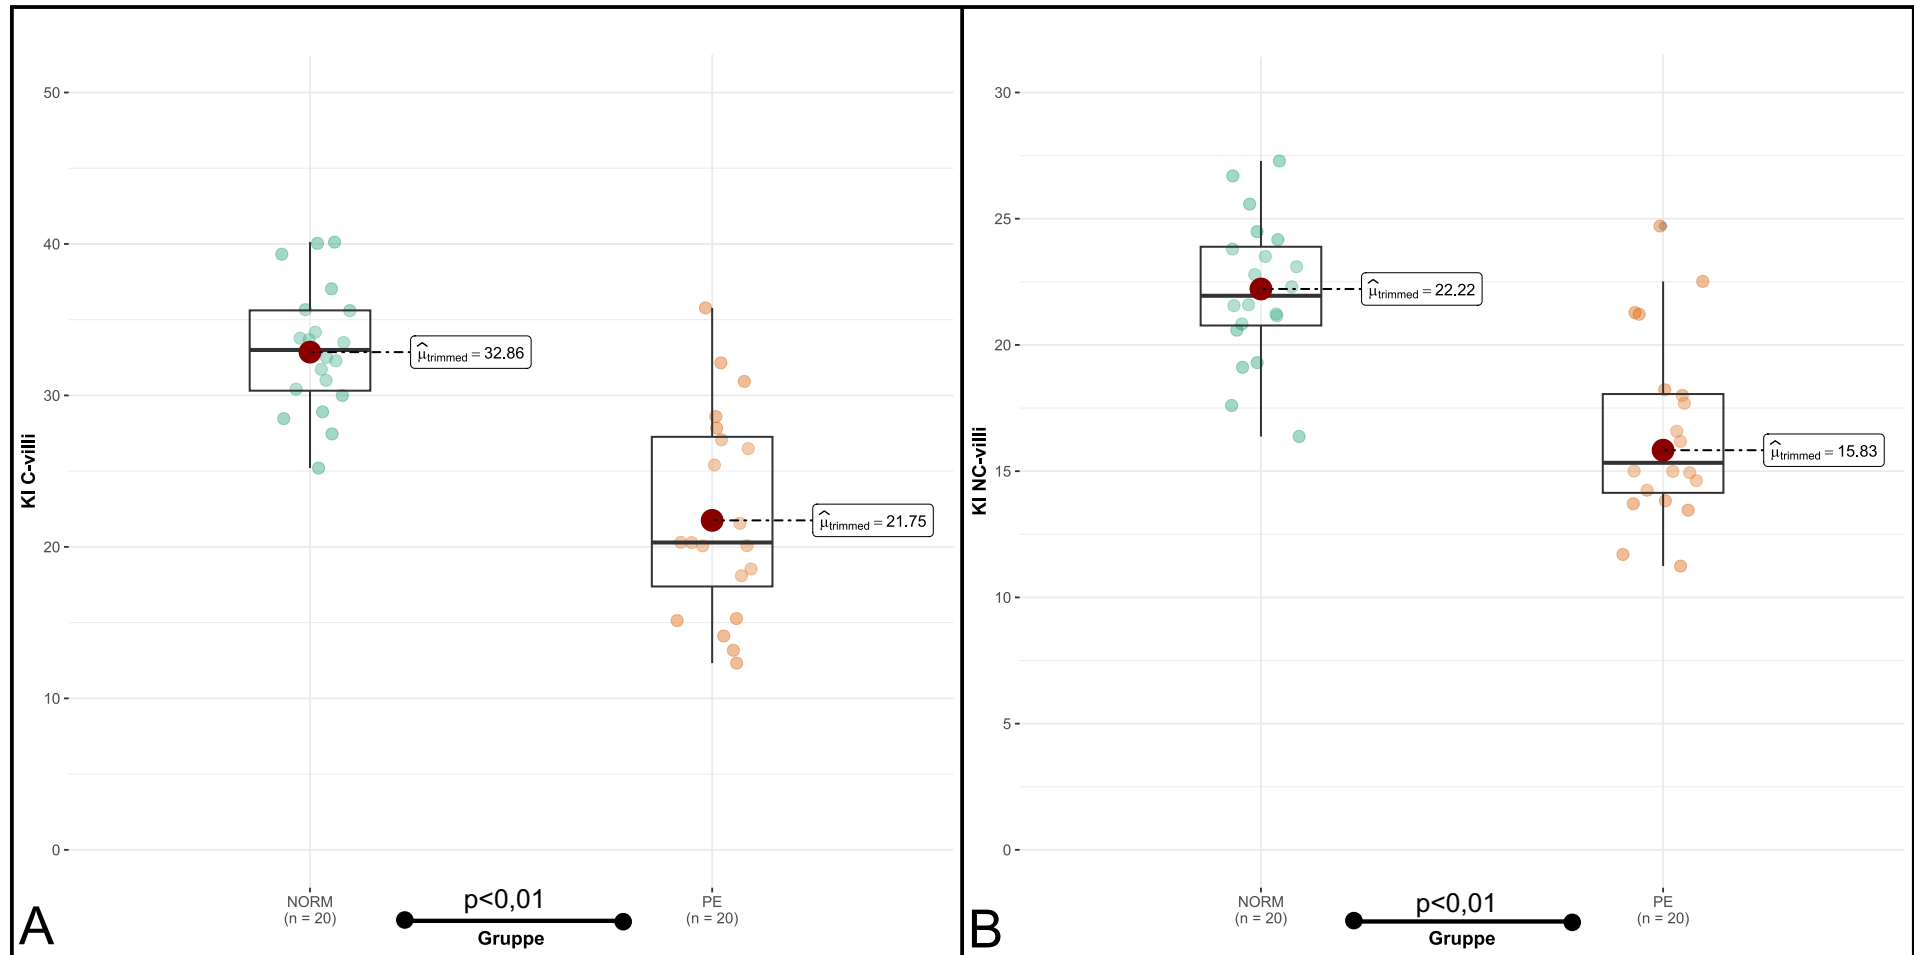 KI C-villi
50
40
30
20
10
0
μ̂trimmed = 32.86
μ̂trimmed = 21.75
NORM
(n = 20)
PE
(n = 20)
p<0,01
Gruppe
A
KI NC-villi
30
25
20
15
10
5
0
μ̂trimmed = 22.22
μ̂trimmed = 15.83
NORM
(n = 20)
PE
(n = 20)
p<0,01
Gruppe
B